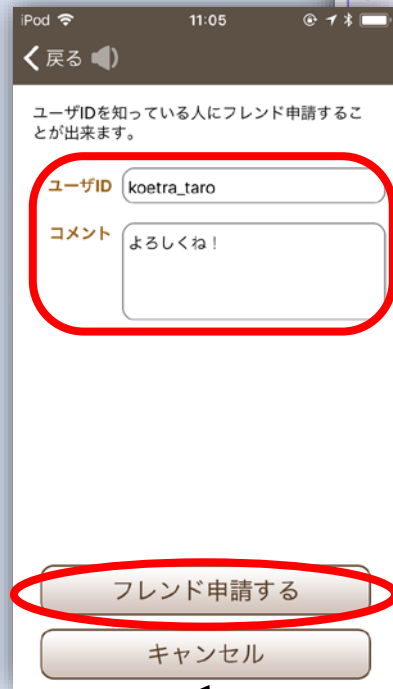 iPod 11:05
戻る
ユーザIDを知っている人にフレンド申請するこ
とが出来ます。
ユーザID koetra_taro
コメント よろしくね！
フレンド申請する
キャンセル